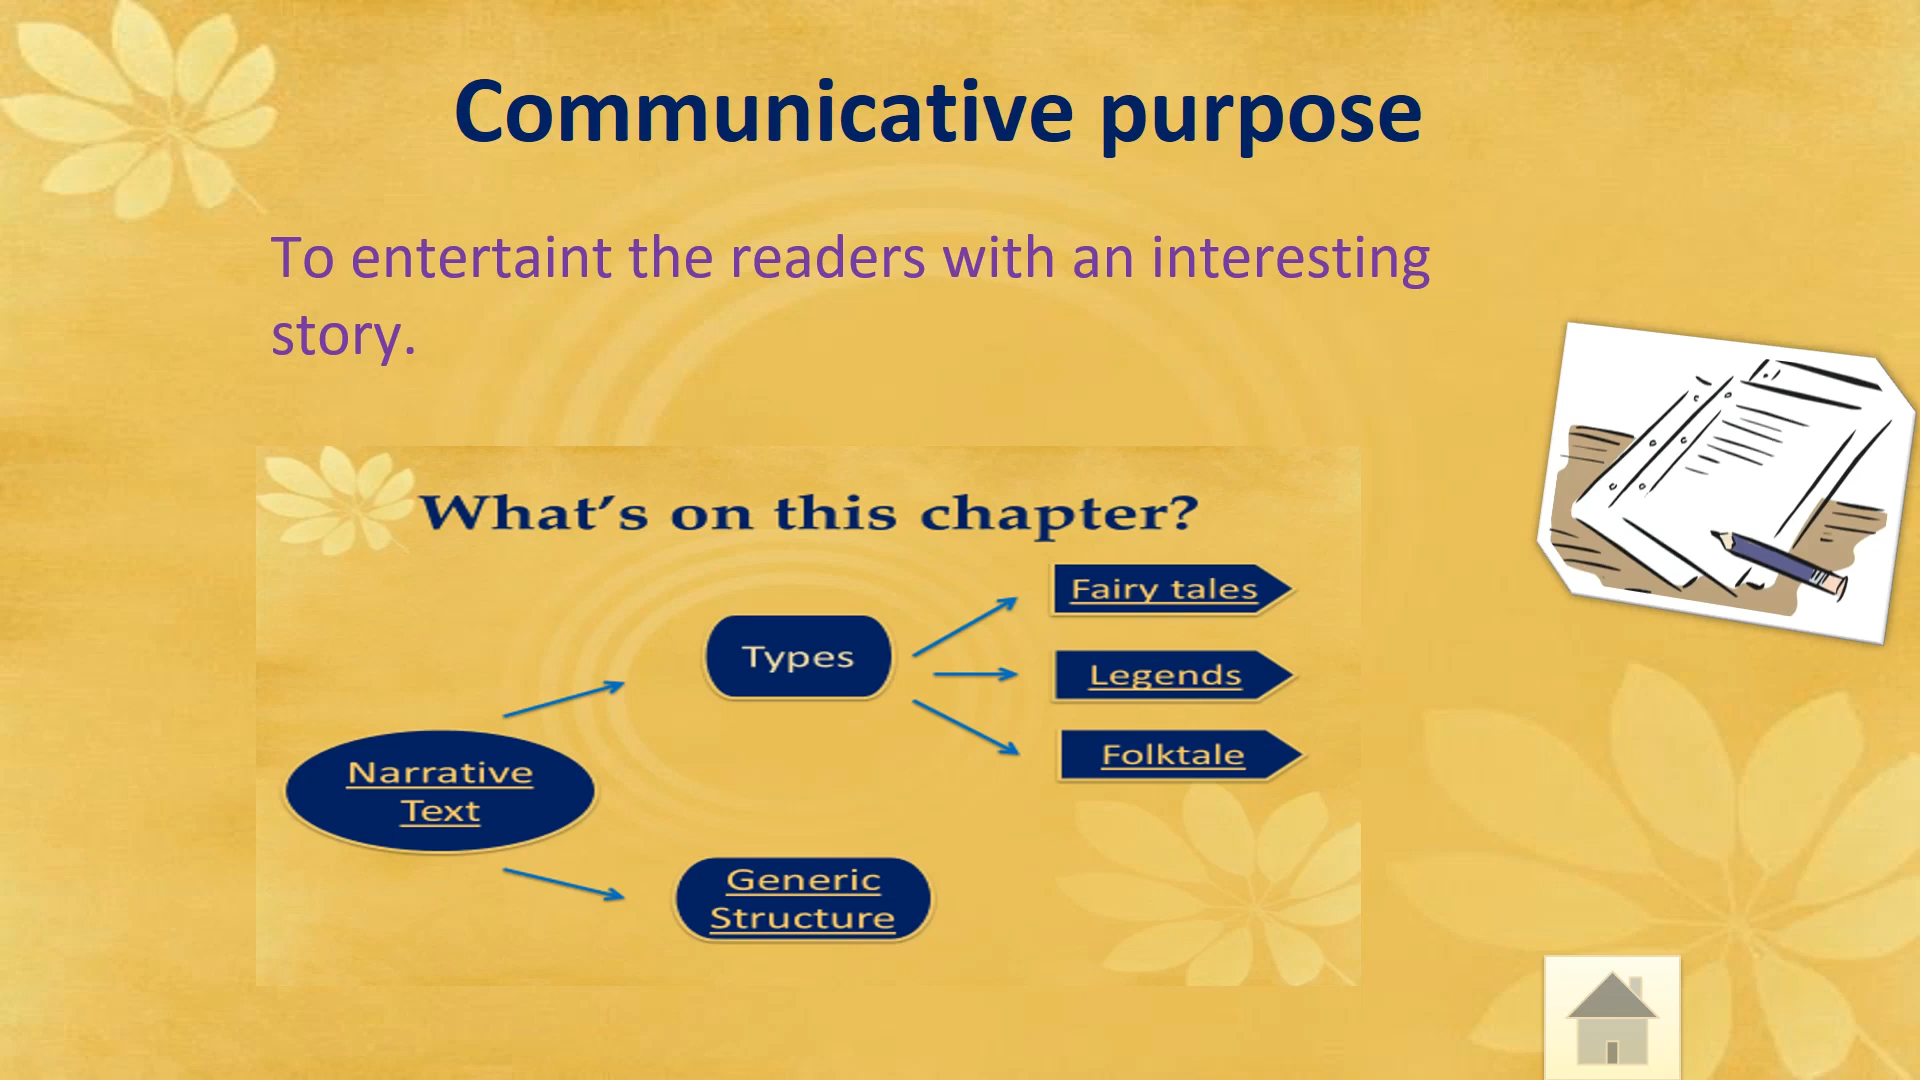 Communicative purpose
To entertaint the readers with an interesting
story.
What's on this chapter?
Fairy tales
Types
Legends
Folktale
Narrative
Text
Generic
Structure